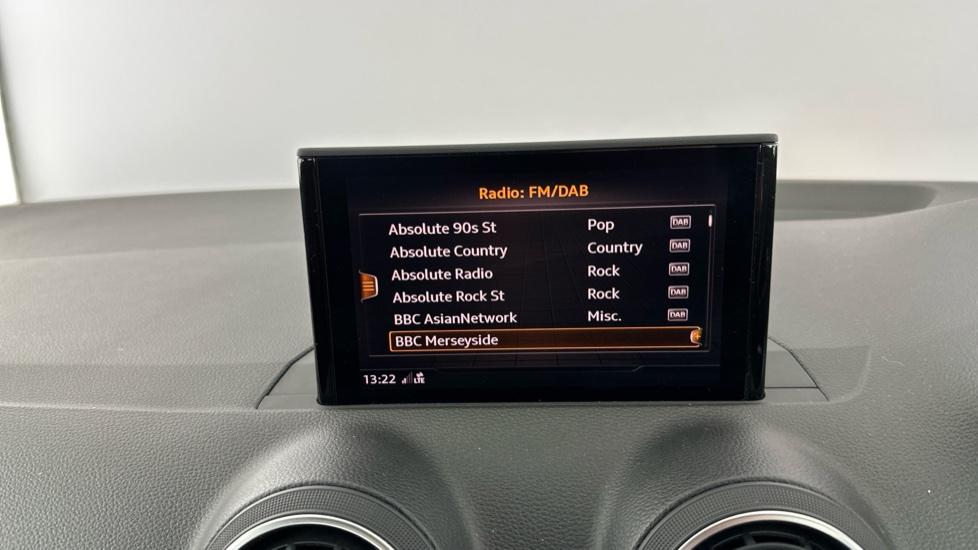 Radio: FM/DAB
Absolute 90s St Pop DAB
Absolute Country Country DAB
Absolute Radio Rock DAB
Absolute Rock St Rock DAB
BBC AsianNetwork Misc. DAB
BBC Merseyside
13:22 LTE